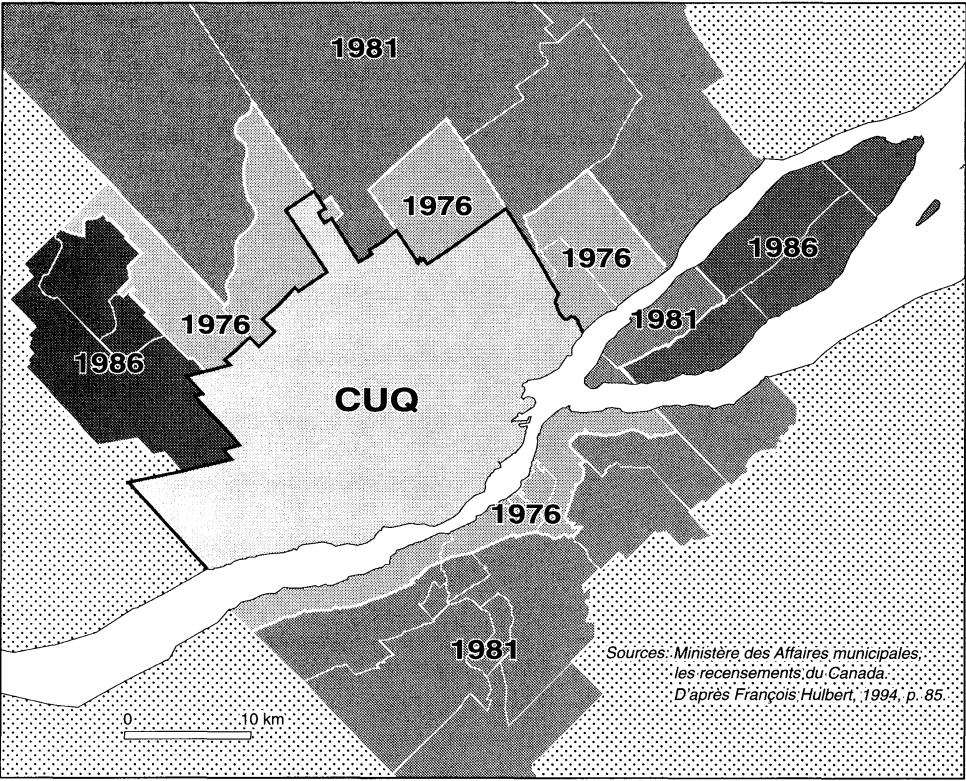 1981
1976
1976
1986
1976
1981
1986
CUQ
1976
1981
Sources: Ministère des Affaires municipales,
les recensements du Canada.
D'après François Hulbert, 1994, p. 85.
0 10 km